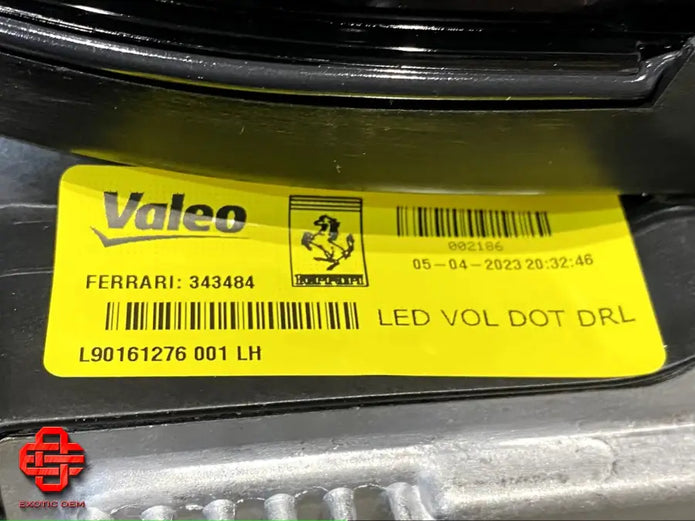 Valeo
FERRARI
002186
05-04-2023 20:32:46
FERRARI: 343484
LED VOL DOT DRL
L90161276 001 LH
EXOTIC OEM